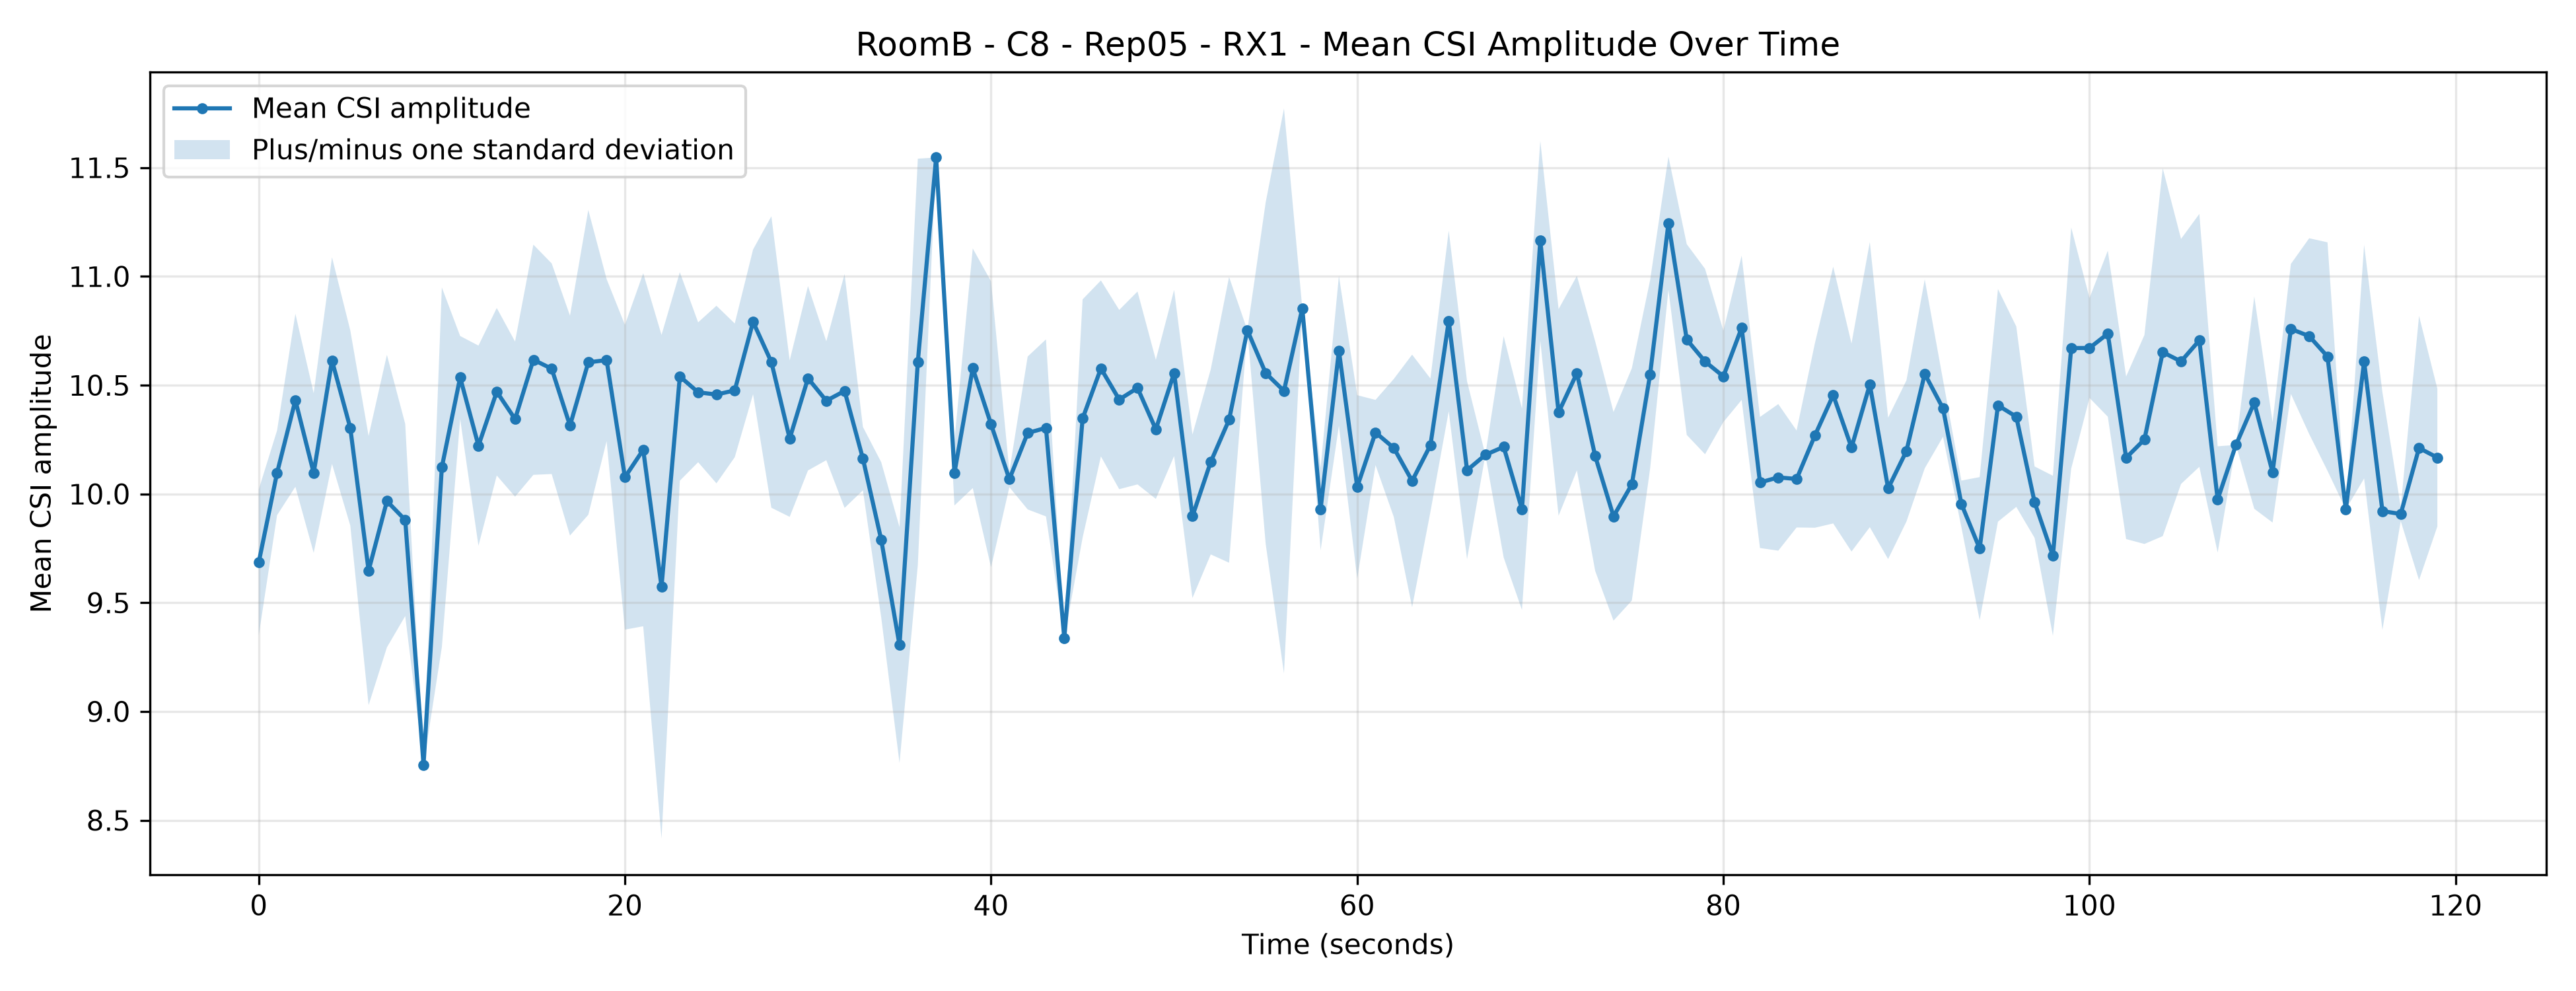 RoomB - C8 - Rep05 - RX1 - Mean CSI Amplitude Over Time
Mean CSI amplitude
Plus/minus one standard deviation
Mean CSI amplitude
11.5
11.0
10.5
10.0
9.5
9.0
8.5
0 20 40 60 80 100 120
Time (seconds)